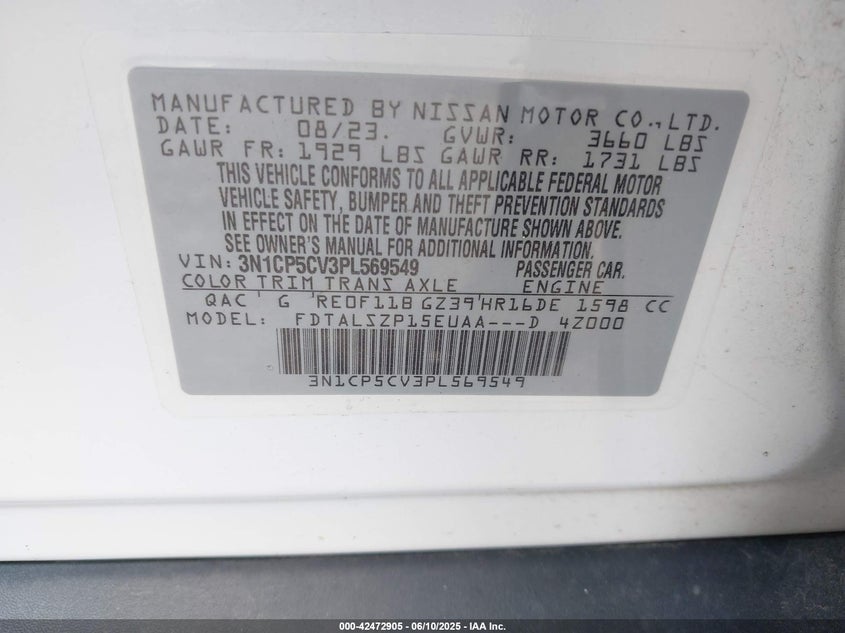 MANUFACTURED BY NISSAN MOTOR CO.,LTD.
DATE: 08/23. GVWR: 3660 LBS
GAWR FR: 1929 LBS GAWR RR: 1731 LBS
THIS VEHICLE CONFORMS TO ALL APPLICABLE FEDERAL MOTOR
VEHICLE SAFETY, BUMPER AND THEFT PREVENTION STANDARDS
IN EFFECT ON THE DATE OF MANUFACTURE SHOWN ABOVE.
SEE OWNER'S MANUAL FOR ADDITIONAL INFORMATION.
VIN: 3N1CP5CV3PL569549 PASSENGER CAR.
COLOR TRIM TRANS AXLE ENGINE
QAC G RE0F11B GZ39 HR16DE 1598 CC
MODEL: FDTALSZP15EUAA---D 4Z000
3N1CP5CV3PL569549
000-42472905 / 06/10/2025 - IAA Inc.